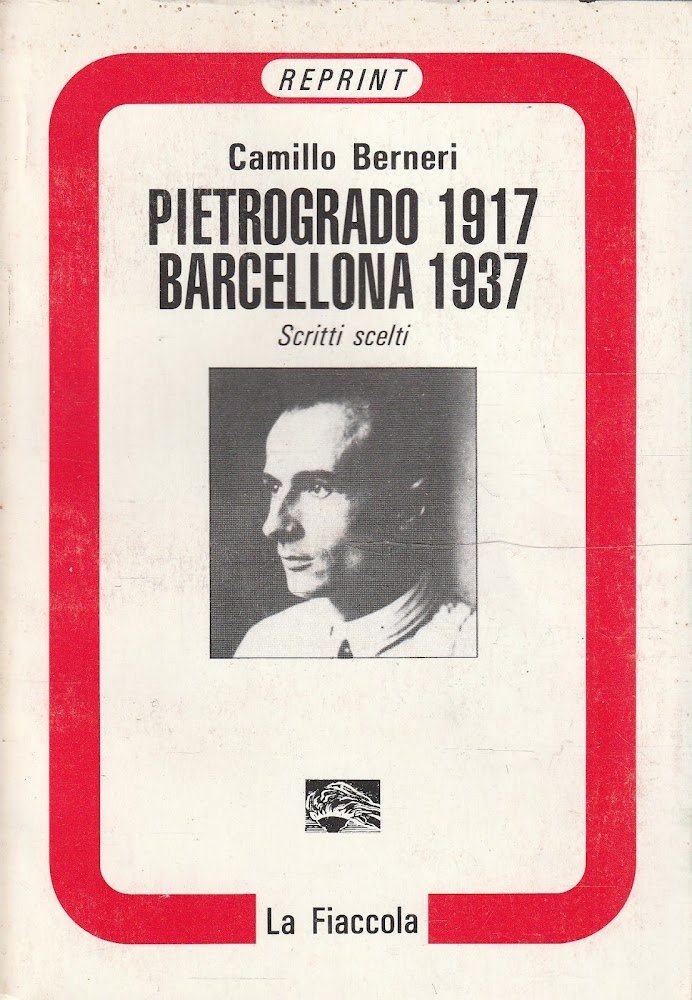 REPRINT
Camillo Berneri
PIETROGRADO 1917
BARCELLONA 1937
Scritti scelti
La Fiaccola